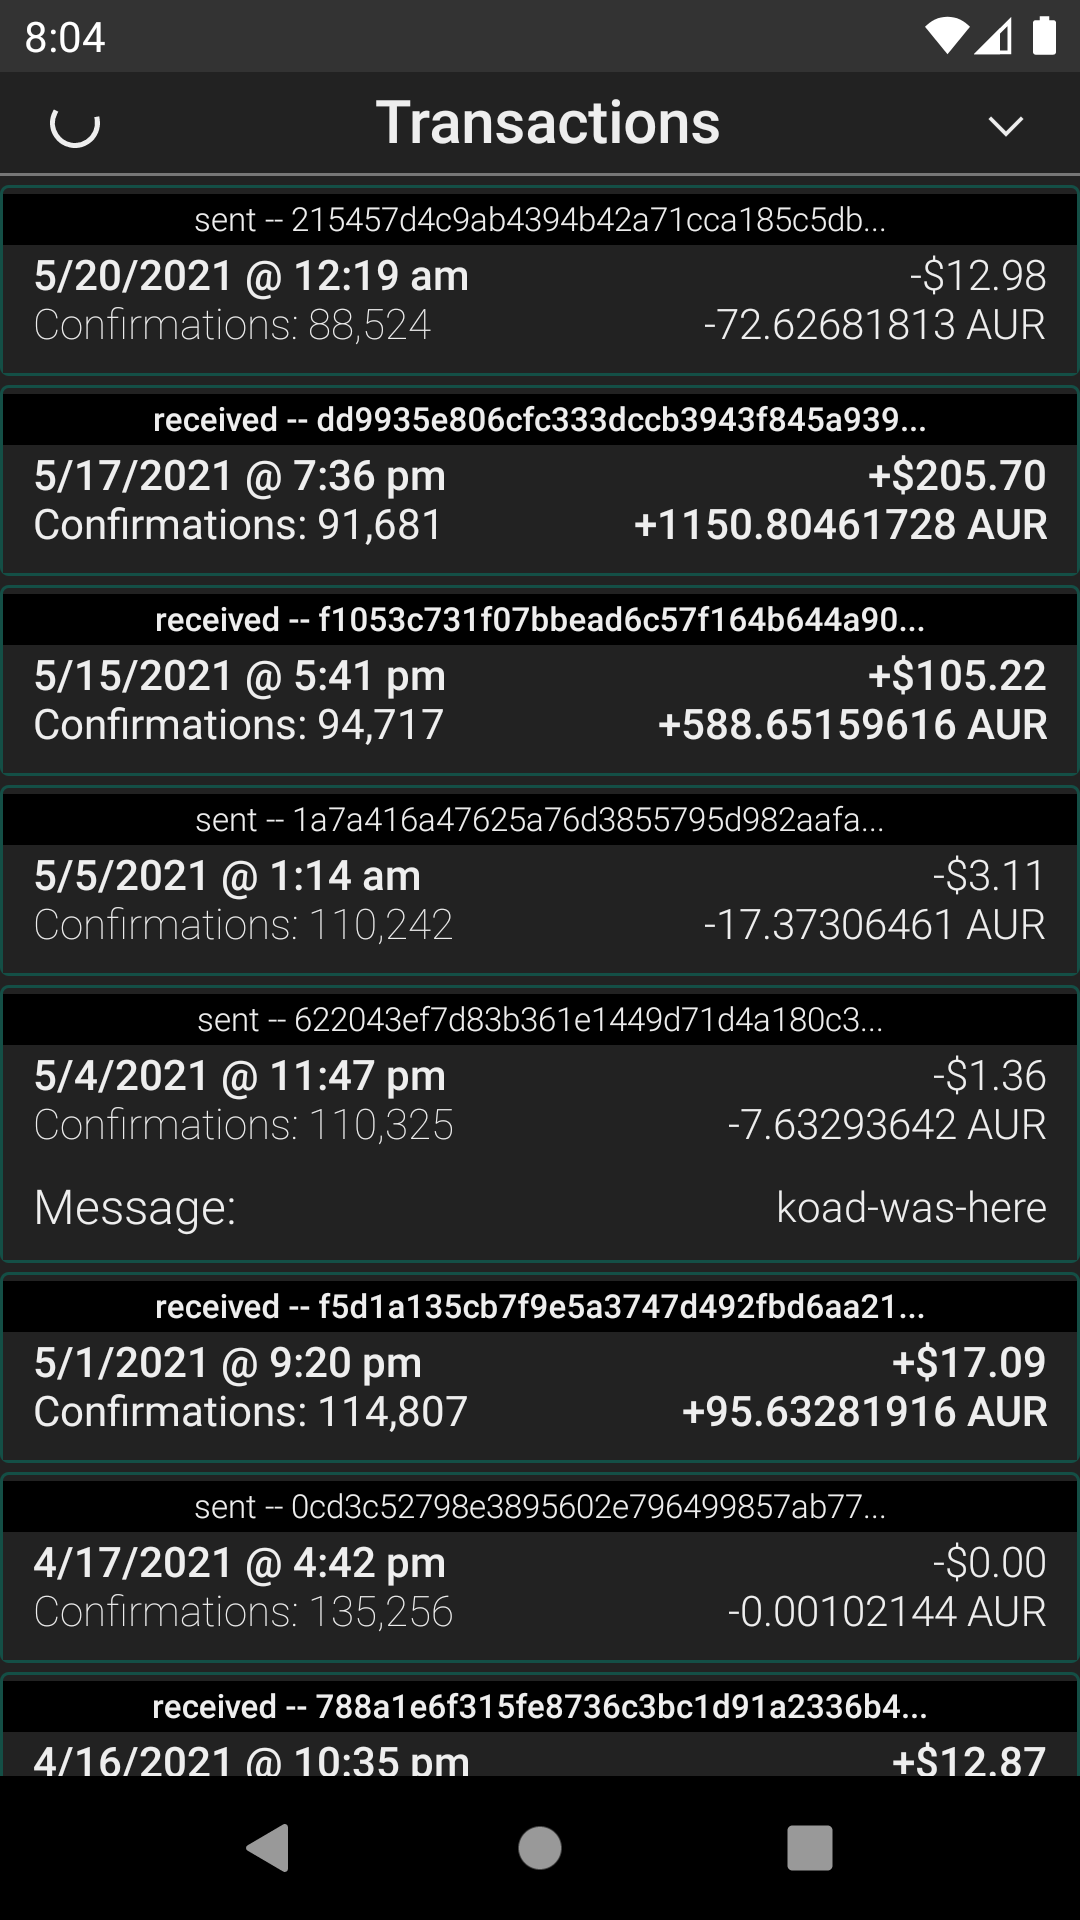 8:04
Transactions
sent -- 215457d4c9ab4394b42a71cca185c5db...
5/20/2021 @ 12:19 am -$12.98
Confirmations: 88,524 -72.62681813 AUR
received -- dd9935e806cfc333dccb3943f845a939...
5/17/2021 @ 7:36 pm +$205.70
Confirmations: 91,681 +1150.80461728 AUR
received -- f1053c731f07bbead6c57f164b644a90...
5/15/2021 @ 5:41 pm +$105.22
Confirmations: 94,717 +588.65159616 AUR
sent -- 1a7a416a47625a76d3855795d982aafa...
5/5/2021 @ 1:14 am -$3.11
Confirmations: 110,242 -17.37306461 AUR
sent -- 622043ef7d83b361e1449d71d4a180c3...
5/4/2021 @ 11:47 pm -$1.36
Confirmations: 110,325 -7.63293642 AUR
Message: koad-was-here
received -- f5d1a135cb7f9e5a3747d492fbd6aa21...
5/1/2021 @ 9:20 pm +$17.09
Confirmations: 114,807 +95.63281916 AUR
sent -- 0cd3c52798e3895602e796499857ab77...
4/17/2021 @ 4:42 pm -$0.00
Confirmations: 135,256 -0.00102144 AUR
received -- 788a1e6f315fe8736c3bc1d91a2336b4...
4/16/2021 @ 10:35 pm +$12.87